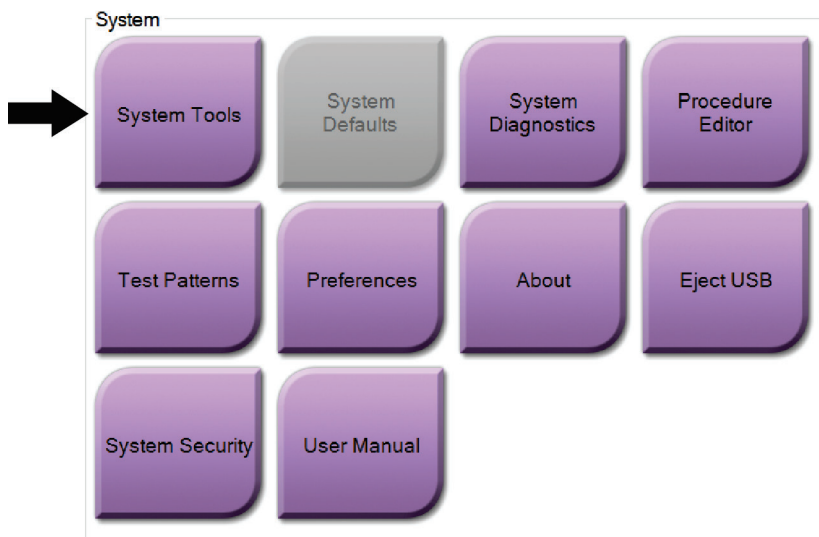 System
System Tools
System
Defaults
System
Diagnostics
Procedure
Editor
Test Patterns
Preferences
About
Eject USB
System Security
User Manual